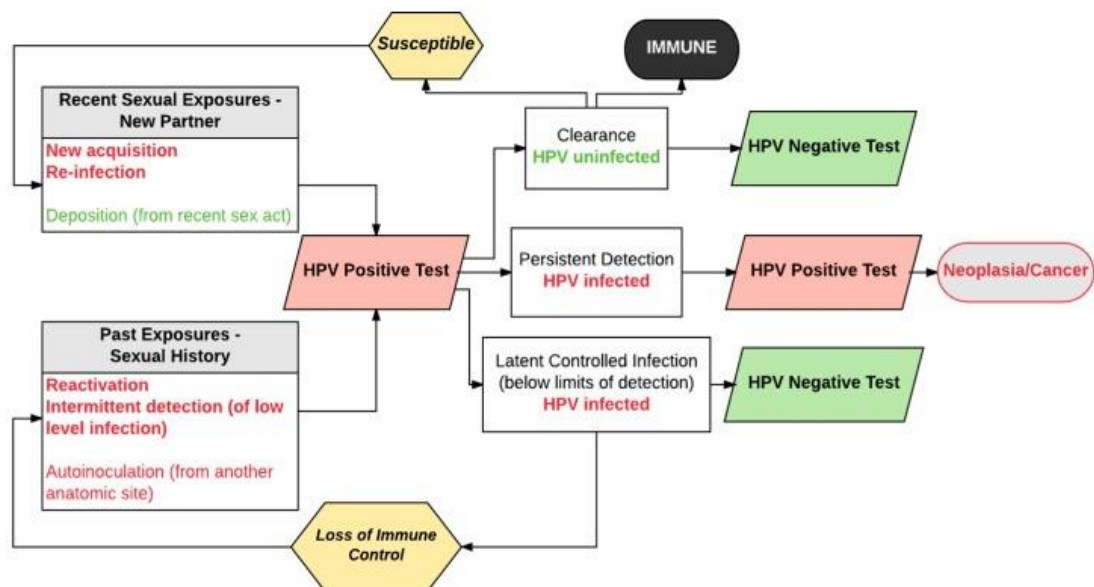 Susceptible
IMMUNE
Recent Sexual Exposures -
New Partner
New acquisition
Re-infection
Deposition (from recent sex act)
Clearance
HPV uninfected
HPV Negative Test
HPV Positive Test
Persistent Detection
HPV infected
HPV Positive Test
Neoplasia/Cancer
Past Exposures -
Sexual History
Reactivation
Intermittent detection (of low
level infection)
Autoinoculation (from another
anatomic site)
Latent Controlled Infection
(below limits of detection)
HPV infected
HPV Negative Test
Loss of Immune
Control